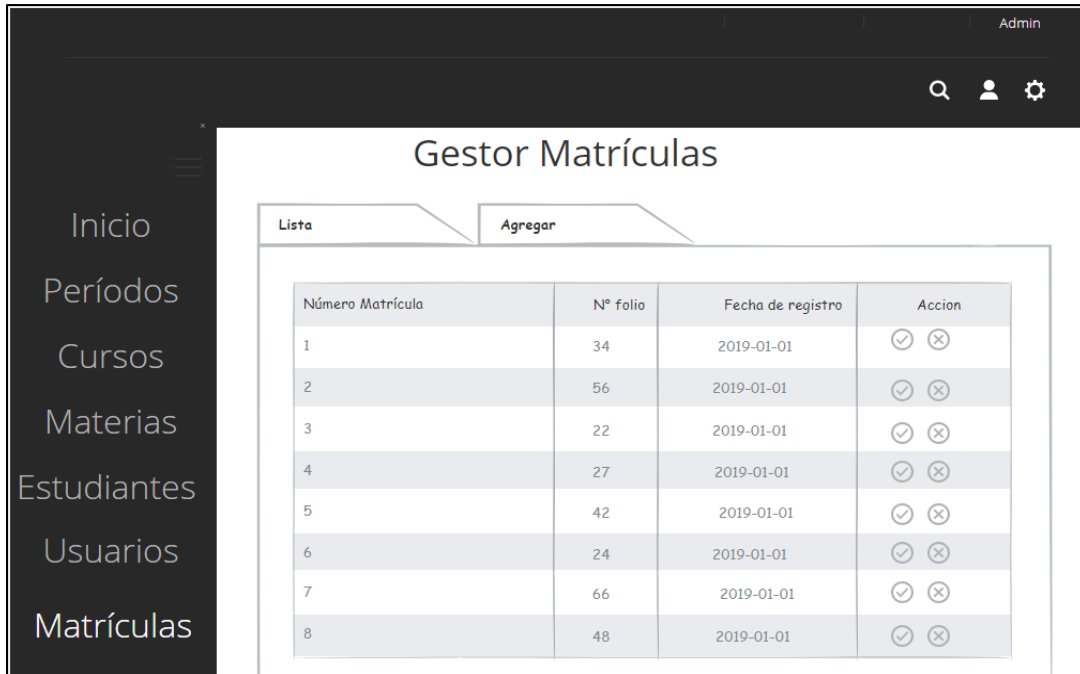 Admin
Gestor Matrículas
Inicio
Períodos
Cursos
Materias
Estudiantes
Usuarios
Matrículas
Lista Agregar
Número Matrícula Nº folio Fecha de registro Accion
1 34 2019-01-01
2 56 2019-01-01
3 22 2019-01-01
4 27 2019-01-01
5 42 2019-01-01
6 24 2019-01-01
7 66 2019-01-01
8 48 2019-01-01